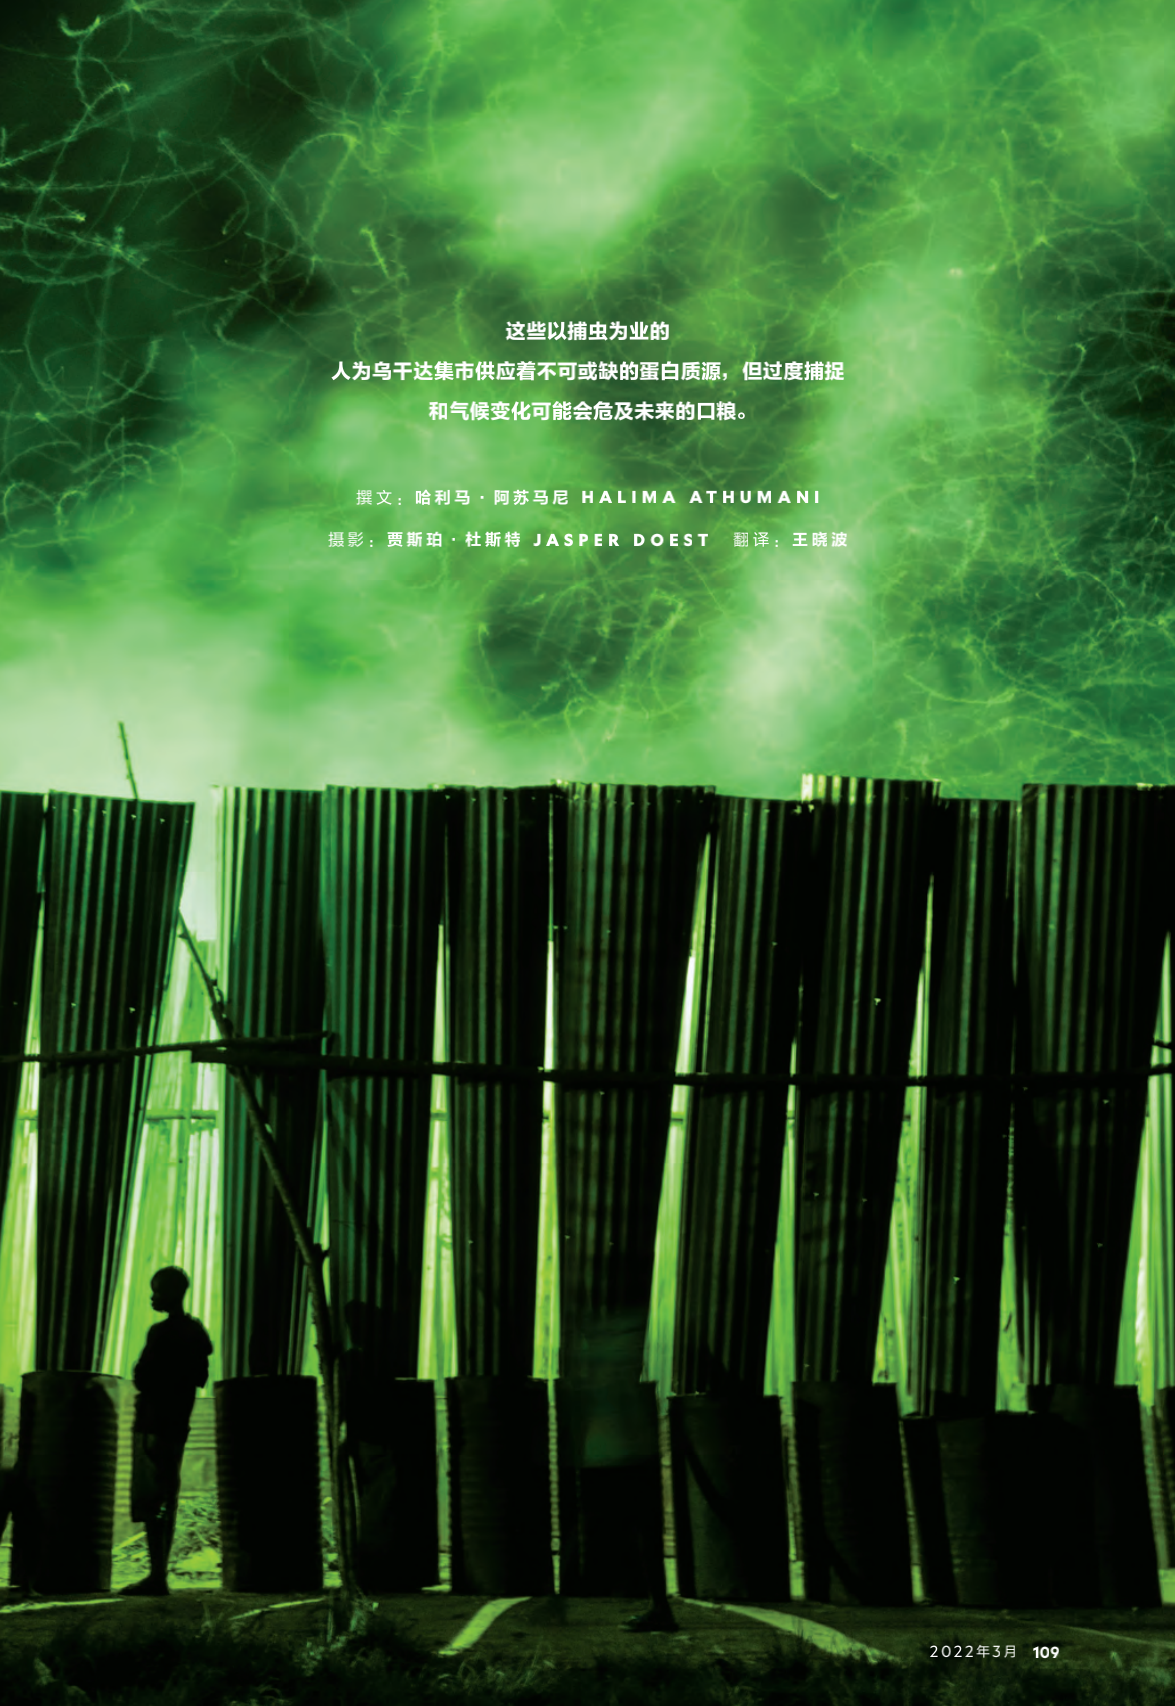 这些以捕虫为业的
人为乌干达集市供应着不可或缺的蛋白质源，但过度捕捉
和气候变化可能会危及未来的口粮。
撰文：哈利马·阿苏马尼 HALIMA ATHUMANI
摄影：贾斯珀·杜斯特 JASPER DOEST 翻译：王晓波
2022年3月 109